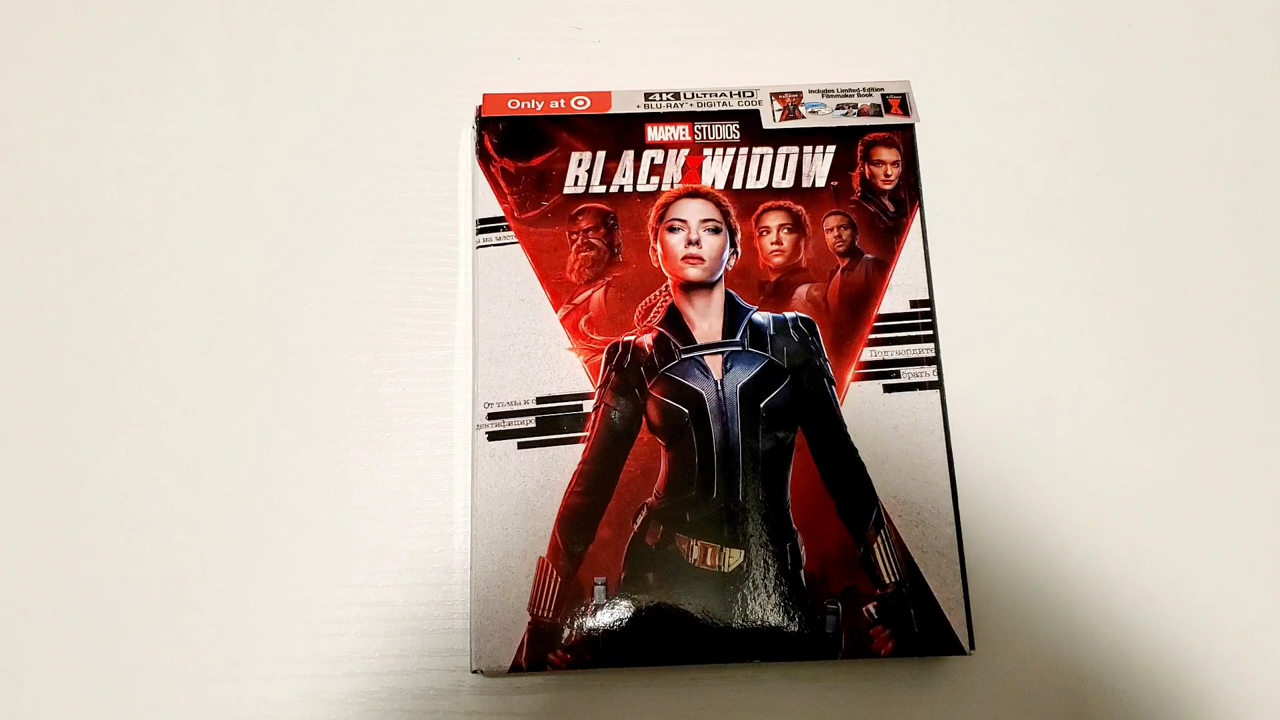 Only at
4K ULTRA HD
+ BLU-RAY™ + DIGITAL CODE
Includes Limited-Edition
Filmmaker Book
MARVEL STUDIOS
BLACK WIDOW
Подтвердите
брать б
От тьмы к с
дентифициро